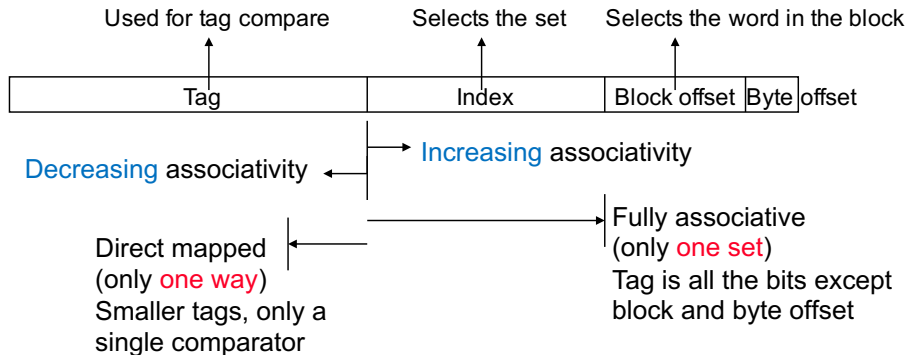 Used for tag compare
Selects the set
Selects the word in the block
Tag
Index
Block offset
Byte offset
Increasing associativity
Decreasing associativity
Fully associative
(only one set)
Tag is all the bits except
block and byte offset
Direct mapped
(only one way)
Smaller tags, only a
single comparator